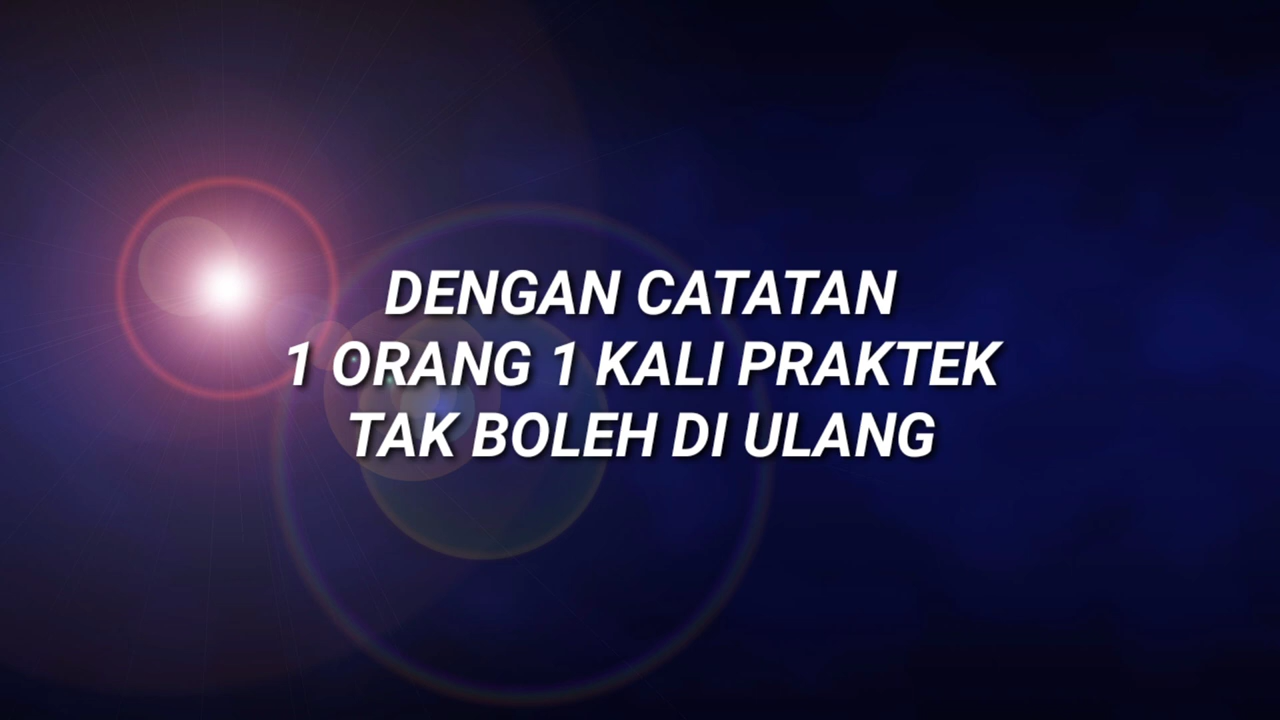 DENGAN CATATAN
1 ORANG 1 KALI PRAKTEK
TAK BOLEH DI ULANG